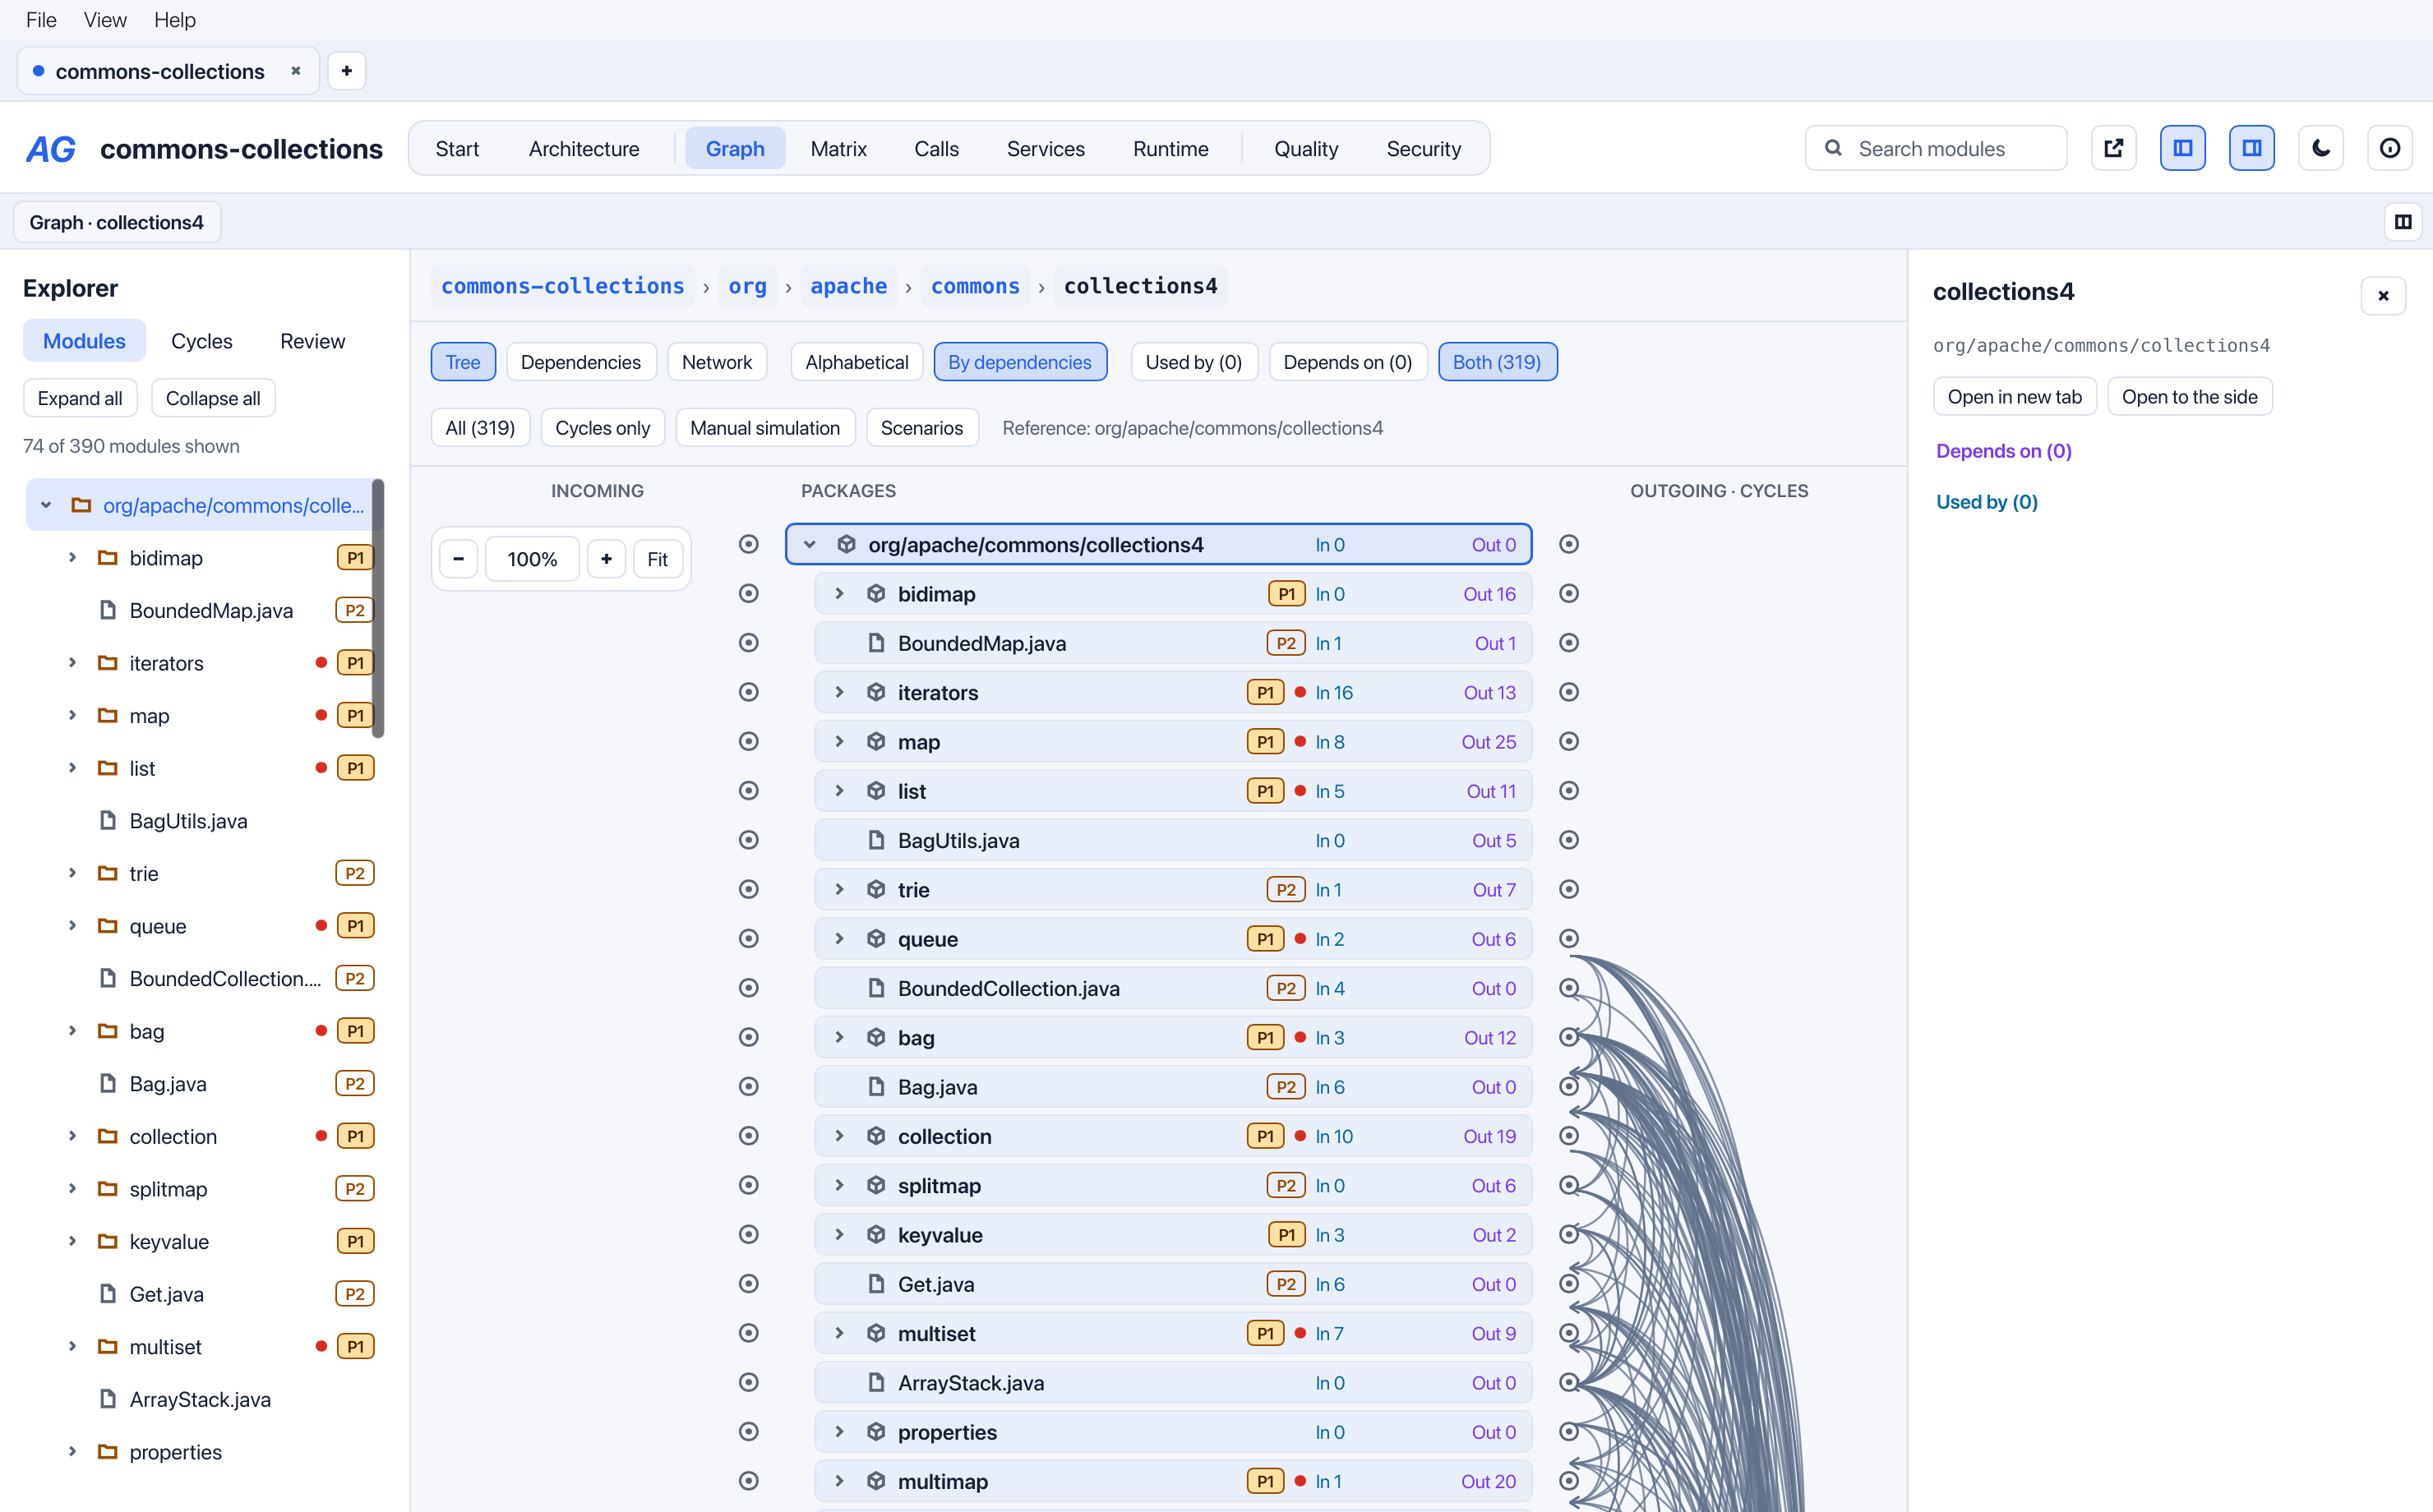 File View Help
commons-collections
AG commons-collections Start Architecture Graph Matrix Calls Services Runtime Quality Security Search modules
Graph · collections4
Explorer
Modules Cycles Review
Expand all Collapse all
74 of 390 modules shown
org/apache/commons/colle...
bidimap P1
BoundedMap.java P2
iterators P1
map P1
list P1
BagUtils.java
trie P2
queue P1
BoundedCollection.... P2
bag P1
Bag.java P2
collection P1
splitmap P2
keyvalue P1
Get.java P2
multiset P1
ArrayStack.java
properties
commons-collections › org › apache › commons › collections4
Tree Dependencies Network Alphabetical By dependencies Used by (0) Depends on (0) Both (319)
All (319) Cycles only Manual simulation Scenarios Reference: org/apache/commons/collections4
INCOMING PACKAGES OUTGOING · CYCLES
− 100% + Fit
org/apache/commons/collections4 In 0 Out 0
bidimap P1 In 0 Out 16
BoundedMap.java P2 In 1 Out 1
iterators P1 In 16 Out 13
map P1 In 8 Out 25
list P1 In 5 Out 11
BagUtils.java In 0 Out 5
trie P2 In 1 Out 7
queue P1 In 2 Out 6
BoundedCollection.java P2 In 4 Out 0
bag P1 In 3 Out 12
Bag.java P2 In 6 Out 0
collection P1 In 10 Out 19
splitmap P2 In 0 Out 6
keyvalue P1 In 3 Out 2
Get.java P2 In 6 Out 0
multiset P1 In 7 Out 9
ArrayStack.java In 0 Out 0
properties In 0 Out 0
multimap P1 In 1 Out 20
collections4
org/apache/commons/collections4
Open in new tab Open to the side
Depends on (0)
Used by (0)